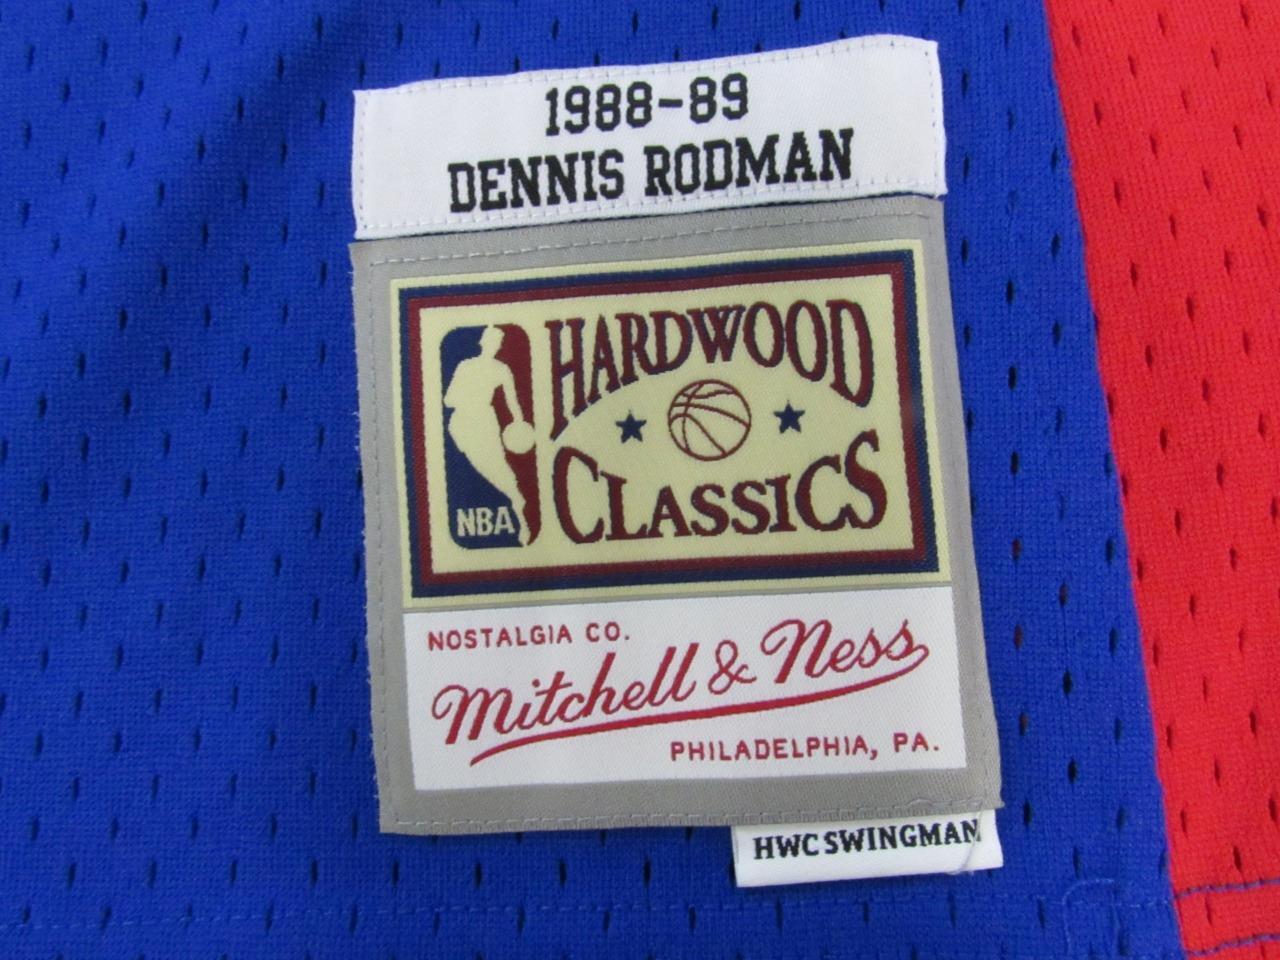 1988-89
DENNIS RODMAN
HARDWOOD
CLASSICS
NBA
NOSTALGIA CO.
Mitchell & Ness
PHILADELPHIA, PA.
HWC SWINGMAN